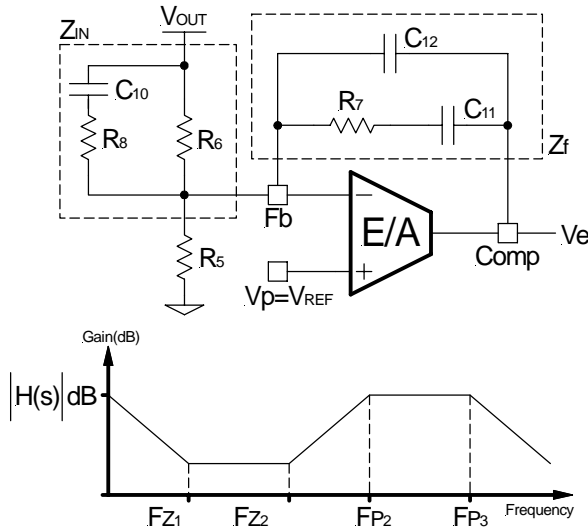 VOUT
ZIN
C12
C10
R7
C11
R8
R6
Zf
Fb
E/A
Ve
R5
Comp
Vp=VREF
Gain(dB)
|H(s)|dB
FZ1
FZ2
FP2
FP3
Frequency